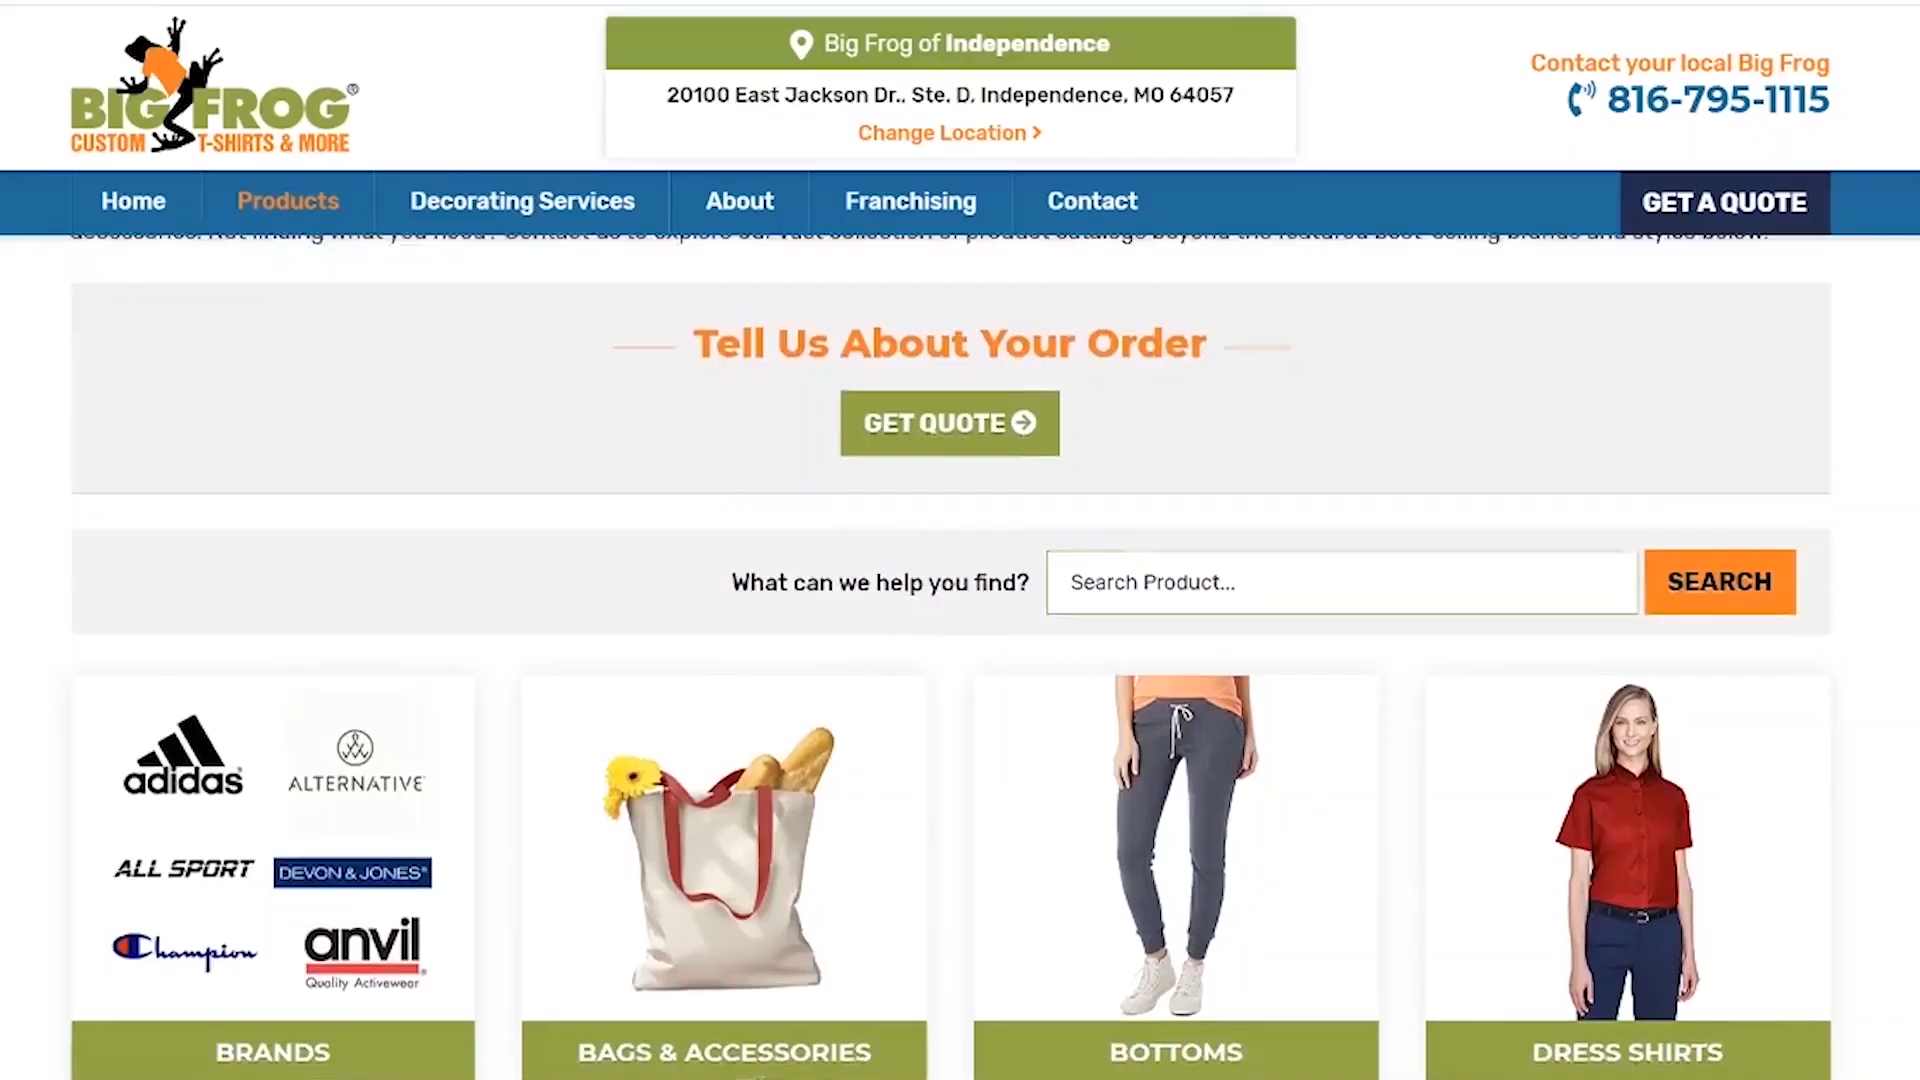 BIG FROG®
CUSTOM T-SHIRTS & MORE
Big Frog of Independence
20100 East Jackson Dr., Ste. D, Independence, MO 64057
Change Location
Contact your local Big Frog
816-795-1115
Home
Products
Decorating Services
About
Franchising
Contact
GET A QUOTE
Tell Us About Your Order
GET QUOTE
What can we help you find?
Search Product...
SEARCH
adidas
ALTERNATIVE
ALL SPORT
DEVON & JONES®
Champion
anvil
Quality Activewear
BRANDS
BAGS & ACCESSORIES
BOTTOMS
DRESS SHIRTS